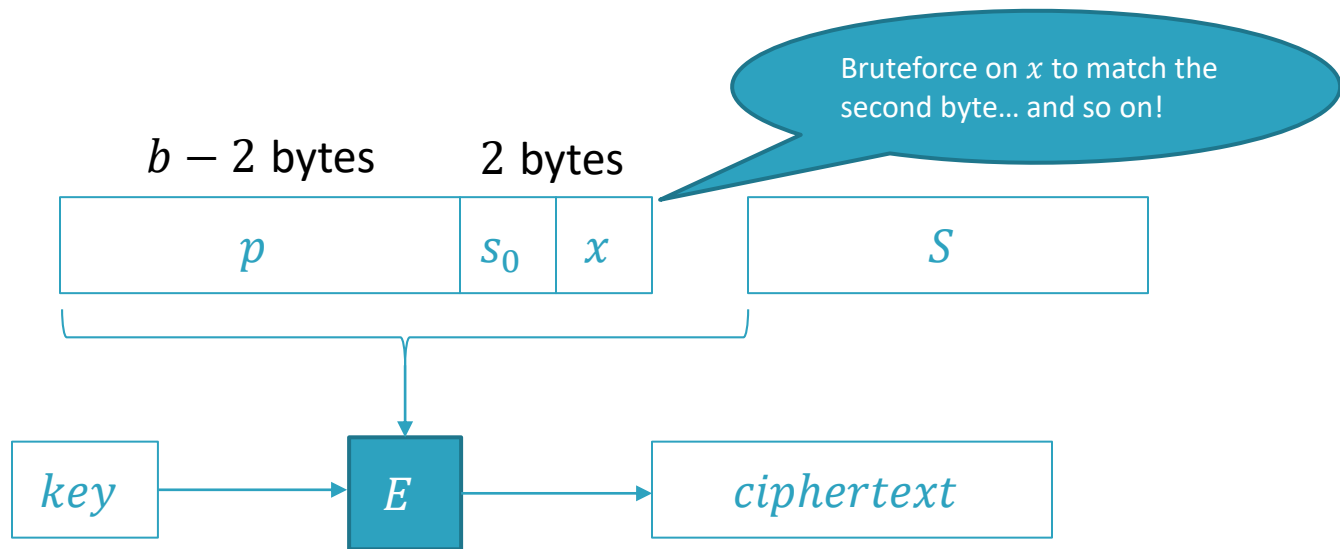 Bruteforce on 𝑥 to match the
second byte… and so on!
𝑏 − 2 bytes
2 bytes
𝑝
𝑠₀
𝑥
𝑆
𝑘𝑒𝑦
𝐸
𝑐𝑖𝑝ℎ𝑒𝑟𝑡𝑒𝑥𝑡